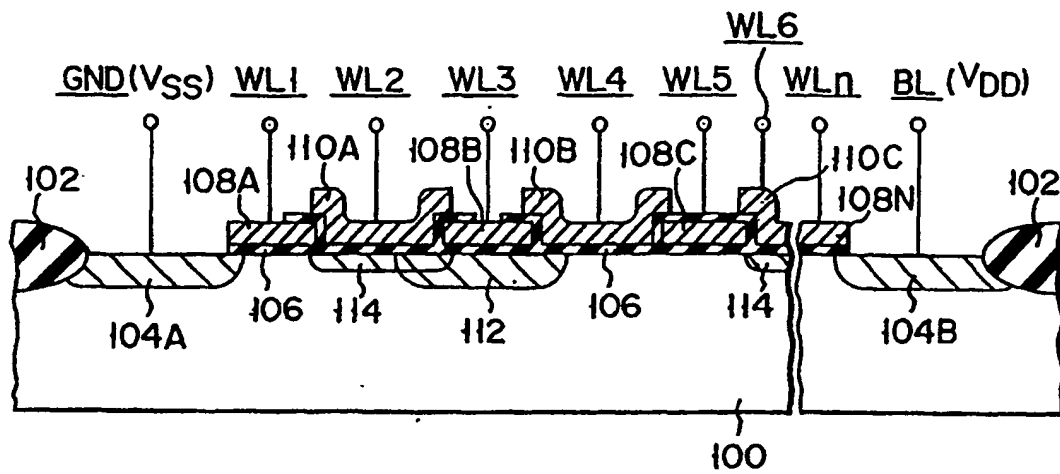 WL6
GND (VSS) WL1 WL2 WL3 WL4 WL5 WLn BL (VDD)
102 108A 110A 108B 110B 108C 110C 108N 102
104A 106 114 112 106 114 104B
100